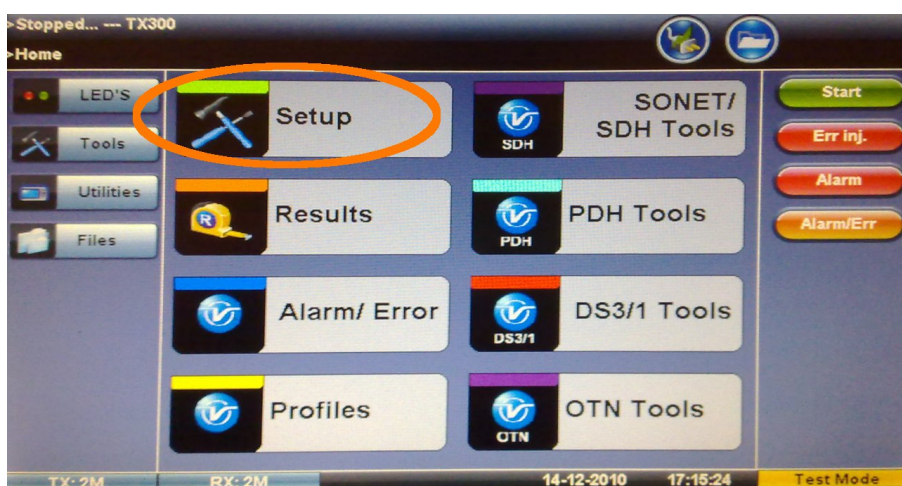 >Stopped... --- TX300
>Home
LED'S
Tools
Utilities
Files
Setup
SONET/
SDH Tools
SDH
R
Results
PDH Tools
PDH
Alarm/ Error
DS3/1 Tools
DS3/1
Profiles
OTN Tools
OTN
Start
Err inj.
Alarm
Alarm/Err
TX: 2M
RX: 2M
14-12-2010
17:15:24
Test Mode